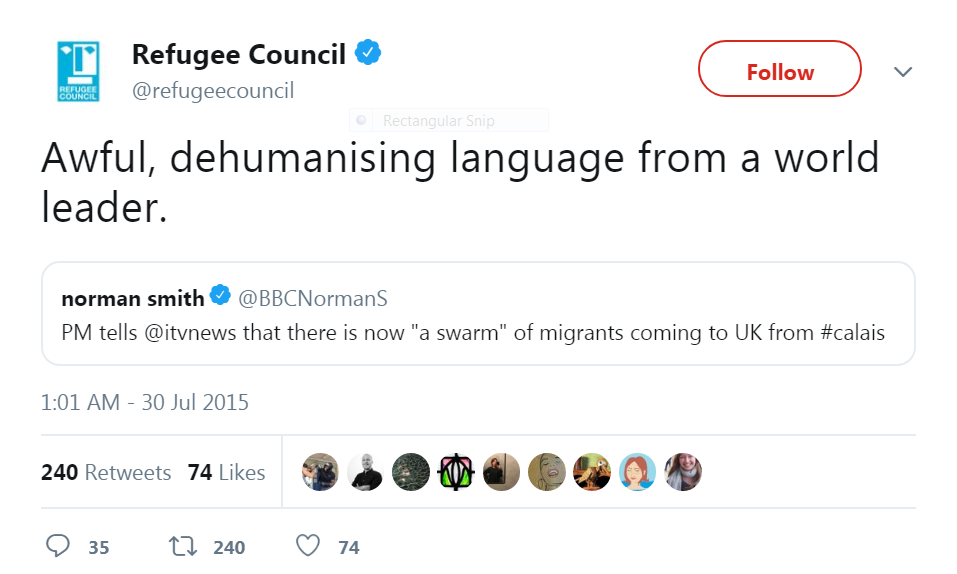 Refugee Council
@refugeecouncil
REFUGEE
COUNCIL
Follow
Rectangular Snip
Awful, dehumanising language from a world
leader.
norman smith @BBCNormanS
PM tells @itvnews that there is now "a swarm" of migrants coming to UK from #calais
1:01 AM - 30 Jul 2015
240 Retweets 74 Likes
35 240 74